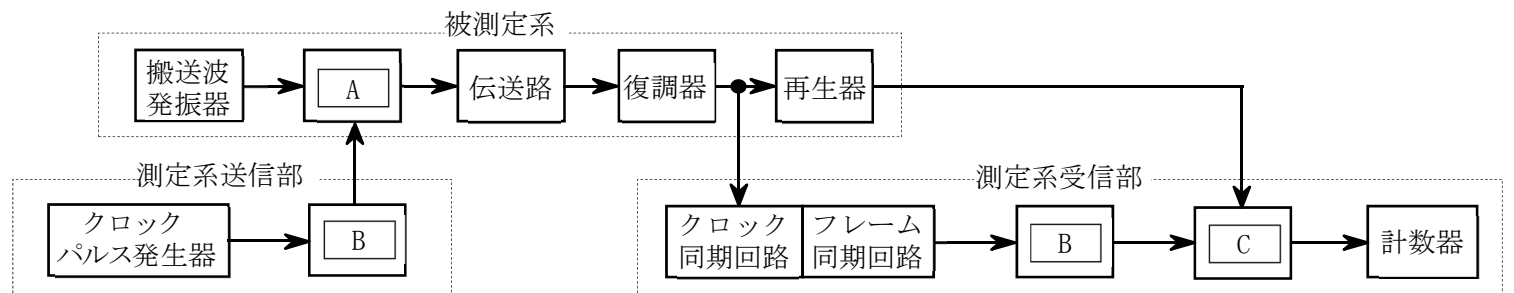 被測定系
搬送波
発振器
A
伝送路
復調器
再生器
測定系送信部
クロック
パルス発生器
B
測定系受信部
クロック
同期回路
フレーム
同期回路
B
C
計数器